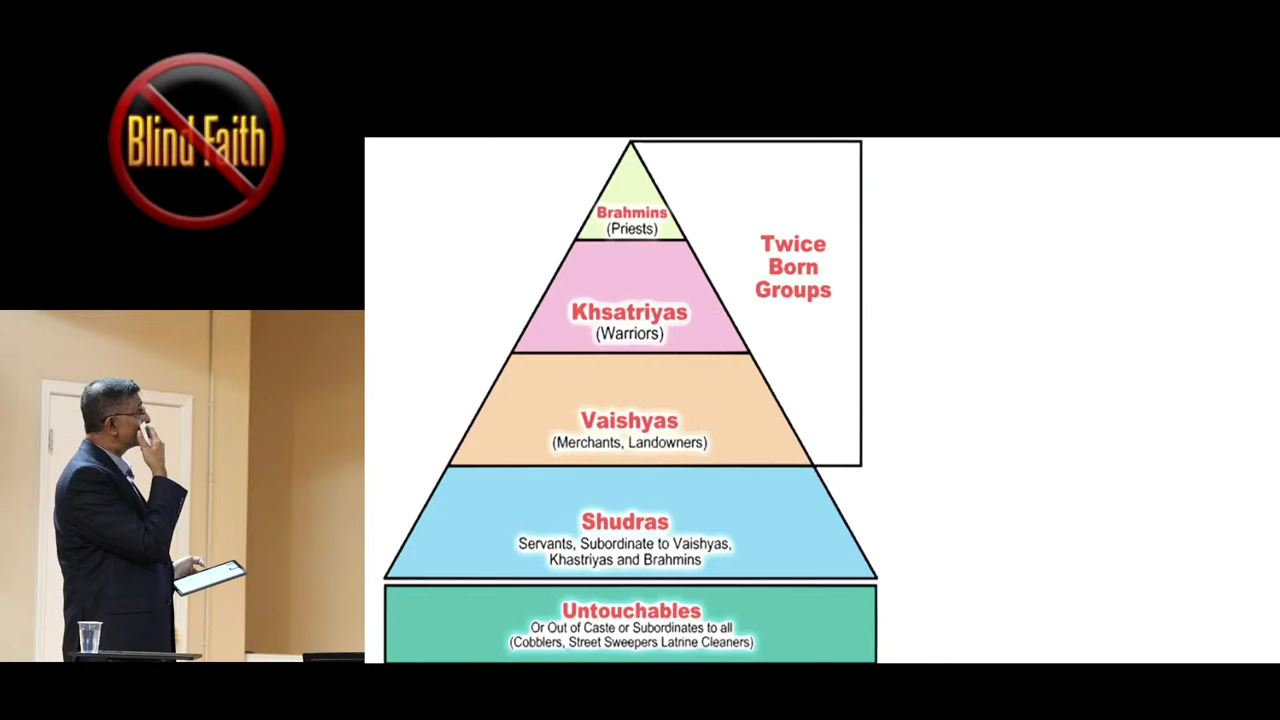 Blind Faith
Brahmins
(Priests)
Twice
Born
Groups
Khsatriyas
(Warriors)
Vaishyas
(Merchants, Landowners)
Shudras
Servants, Subordinate to Vaishyas,
Khastriyas and Brahmins
Untouchables
Or Out of Caste or Subordinates to all
(Cobblers, Street Sweepers Latrine Cleaners)